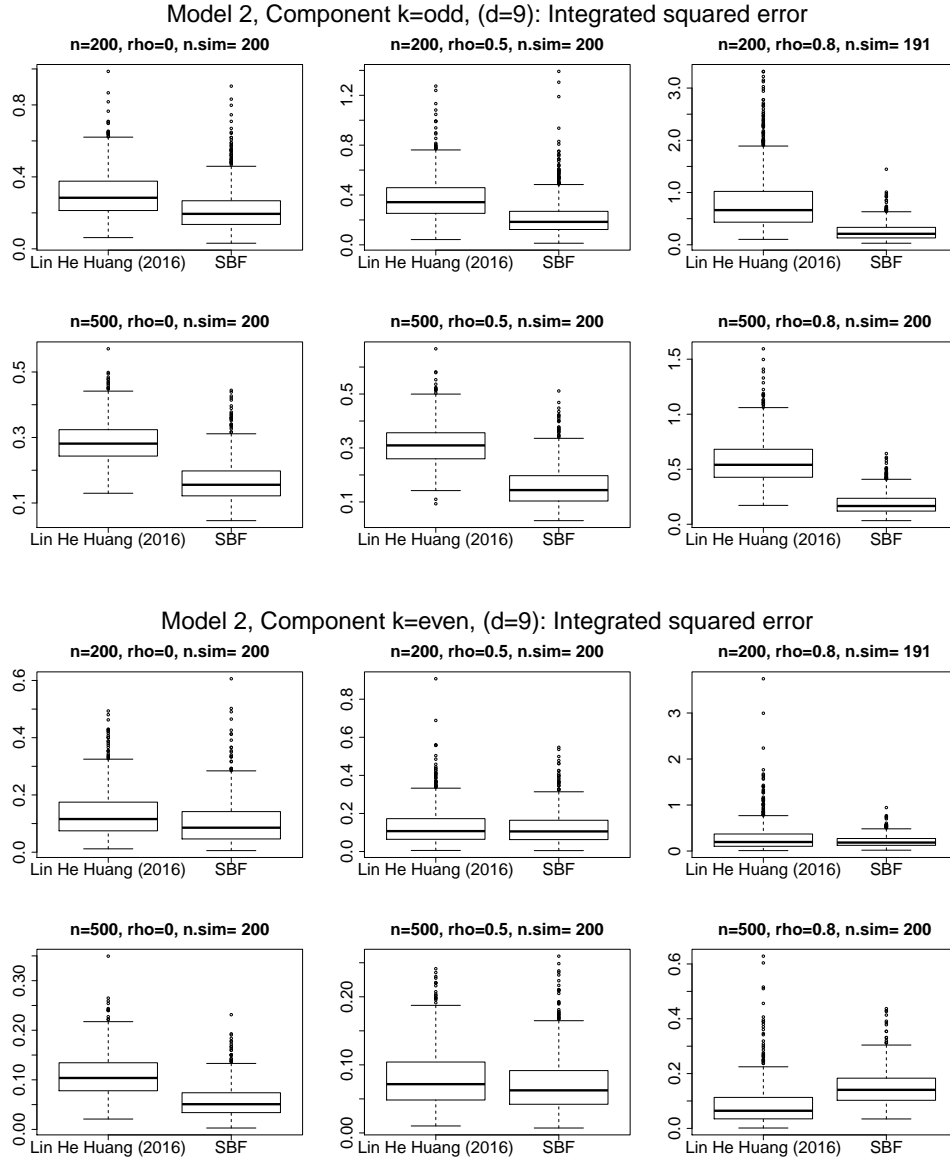 Model 2, Component k=odd, (d=9): Integrated squared error
n=200, rho=0, n.sim= 200
0.0 0.4 0.8
Lin He Huang (2016) SBF
n=200, rho=0.5, n.sim= 200
0.0 0.4 0.8 1.2
Lin He Huang (2016) SBF
n=200, rho=0.8, n.sim= 191
0.0 1.0 2.0 3.0
Lin He Huang (2016) SBF
n=500, rho=0, n.sim= 200
0.1 0.3 0.5
Lin He Huang (2016) SBF
n=500, rho=0.5, n.sim= 200
0.1 0.3 0.5
Lin He Huang (2016) SBF
n=500, rho=0.8, n.sim= 200
0.0 0.5 1.0 1.5
Lin He Huang (2016) SBF
Model 2, Component k=even, (d=9): Integrated squared error
n=200, rho=0, n.sim= 200
0.0 0.2 0.4 0.6
Lin He Huang (2016) SBF
n=200, rho=0.5, n.sim= 200
0.0 0.2 0.4 0.6 0.8
Lin He Huang (2016) SBF
n=200, rho=0.8, n.sim= 191
0 1 2 3
Lin He Huang (2016) SBF
n=500, rho=0, n.sim= 200
0.00 0.10 0.20 0.30
Lin He Huang (2016) SBF
n=500, rho=0.5, n.sim= 200
0.00 0.10 0.20
Lin He Huang (2016) SBF
n=500, rho=0.8, n.sim= 200
0.0 0.2 0.4 0.6
Lin He Huang (2016) SBF